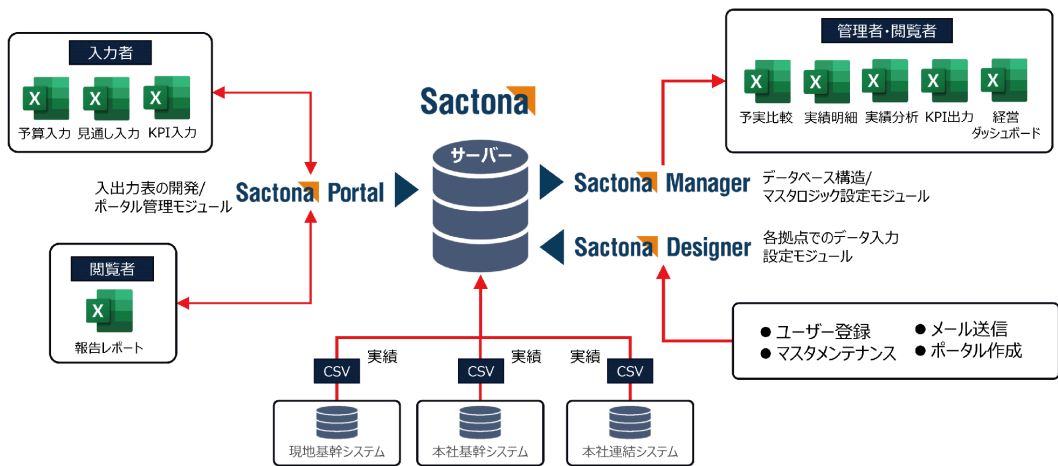 入力者
予算入力
見通し入力
KPI入力
入出力表の開発/
ポータル管理モジュール
Sactona Portal
閲覧者
報告レポート
Sactona
サーバー
管理者・閲覧者
予実比較
実績明細
実績分析
KPI出力
経営
ダッシュボード
Sactona Manager
データベース構造/
マスタロジック設定モジュール
Sactona Designer
各拠点でのデータ入力
設定モジュール
● ユーザー登録
● マスタメンテナンス
● メール送信
● ポータル作成
CSV
実績
CSV
実績
CSV
実績
現地基幹システム
本社基幹システム
本社連結システム